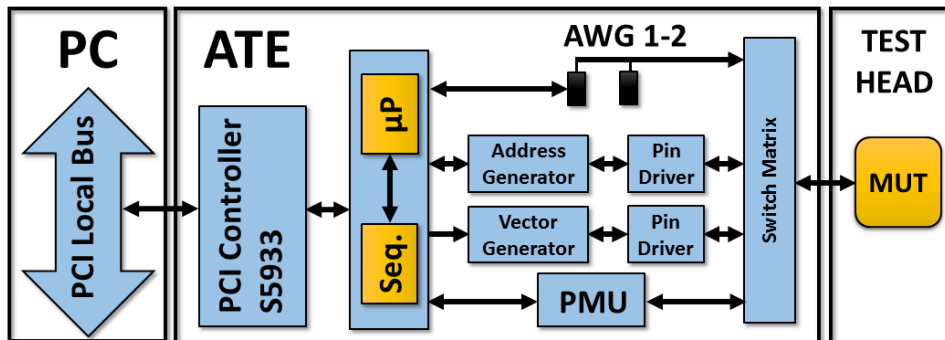 PC
PCI Local Bus
ATE
PCI Controller
S5933
µP
Seq.
AWG 1-2
Address
Generator
Pin
Driver
Vector
Generator
Pin
Driver
PMU
Switch Matrix
TEST
HEAD
MUT